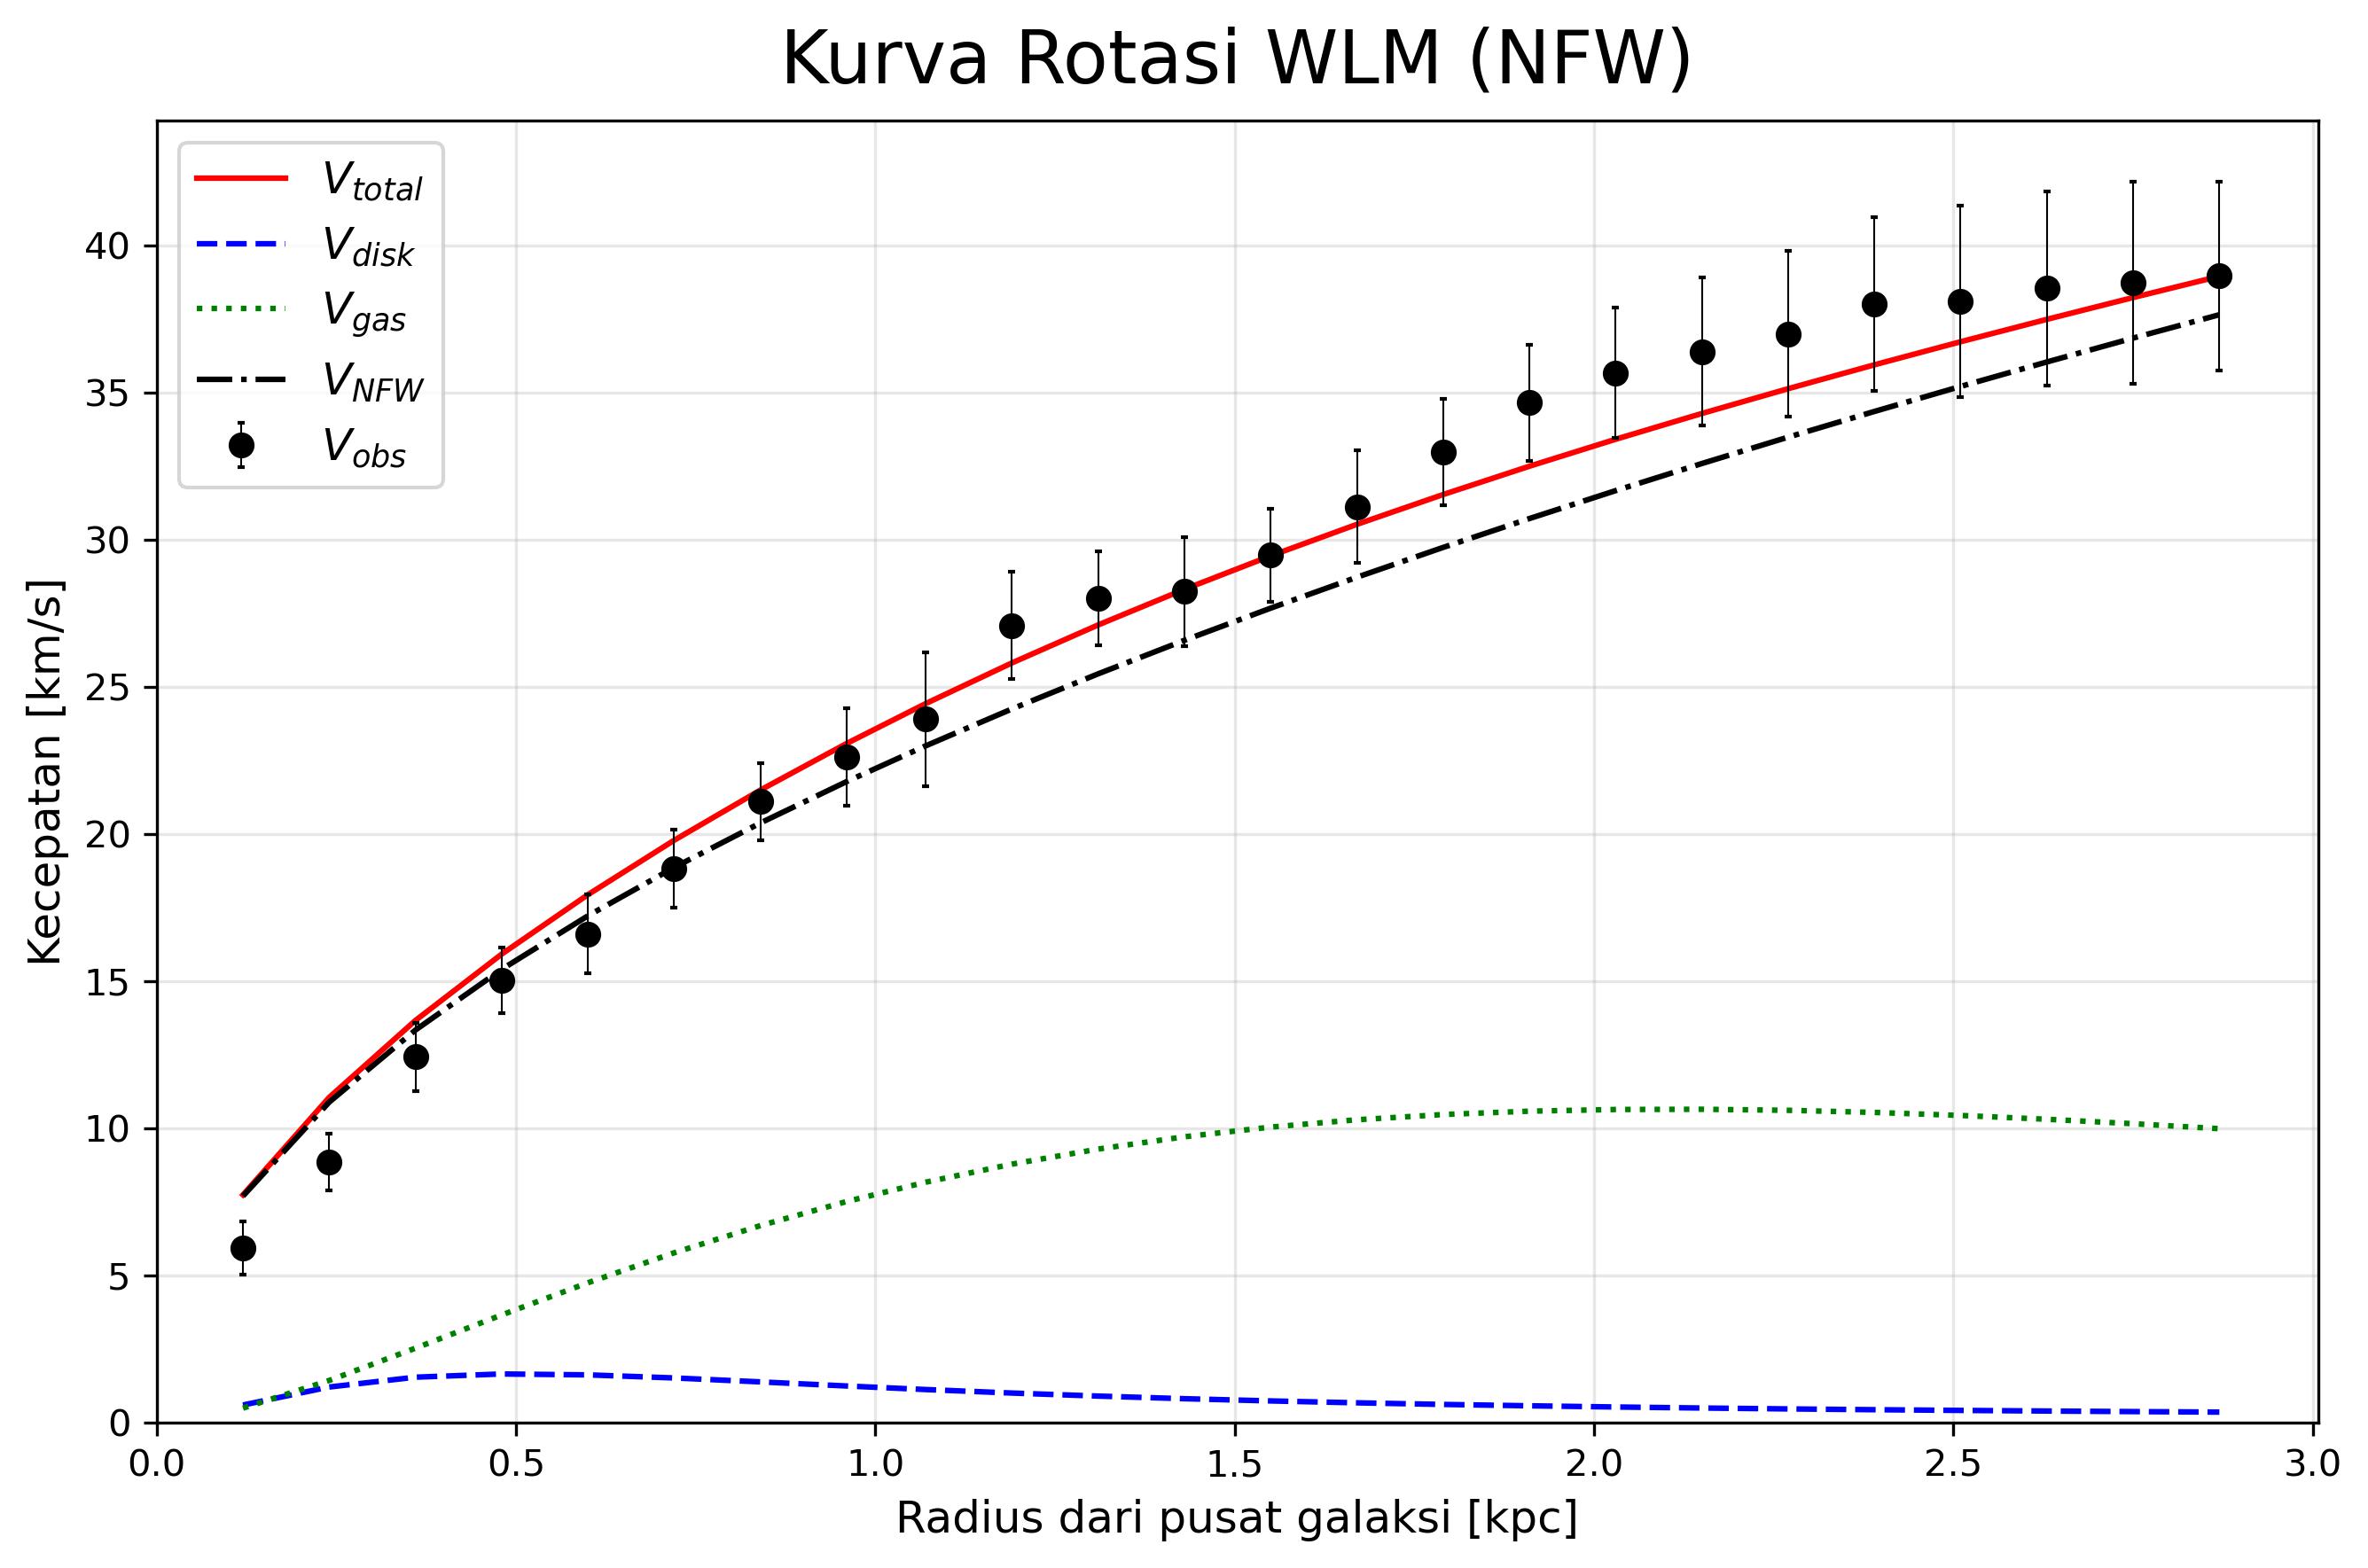 Kurva Rotasi WLM (NFW)
V_total
V_disk
V_gas
V_NFW
V_obs
Kecepatan [km/s]
40
35
30
25
20
15
10
5
0
0.0 0.5 1.0 1.5 2.0 2.5 3.0
Radius dari pusat galaksi [kpc]